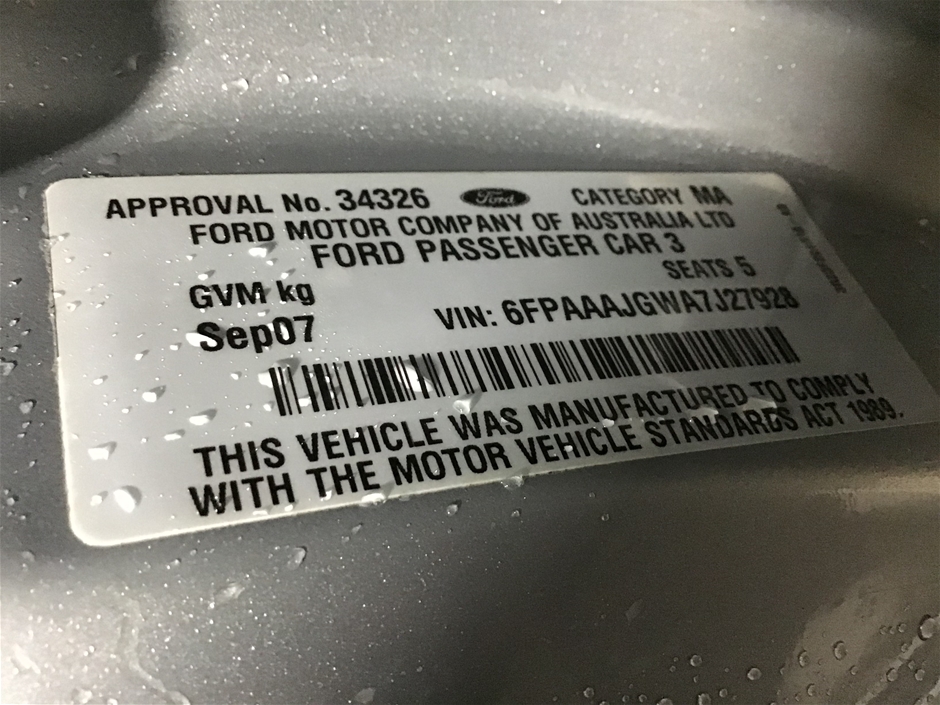 APPROVAL No. 34326 Ford CATEGORY MA
FORD MOTOR COMPANY OF AUSTRALIA LTD
FORD PASSENGER CAR 3
SEATS 5
GVM kg
Sep07 VIN: 6FPAAAJGWA7J27928
THIS VEHICLE WAS MANUFACTURED TO COMPLY
WITH THE MOTOR VEHICLE STANDARDS ACT 1989.